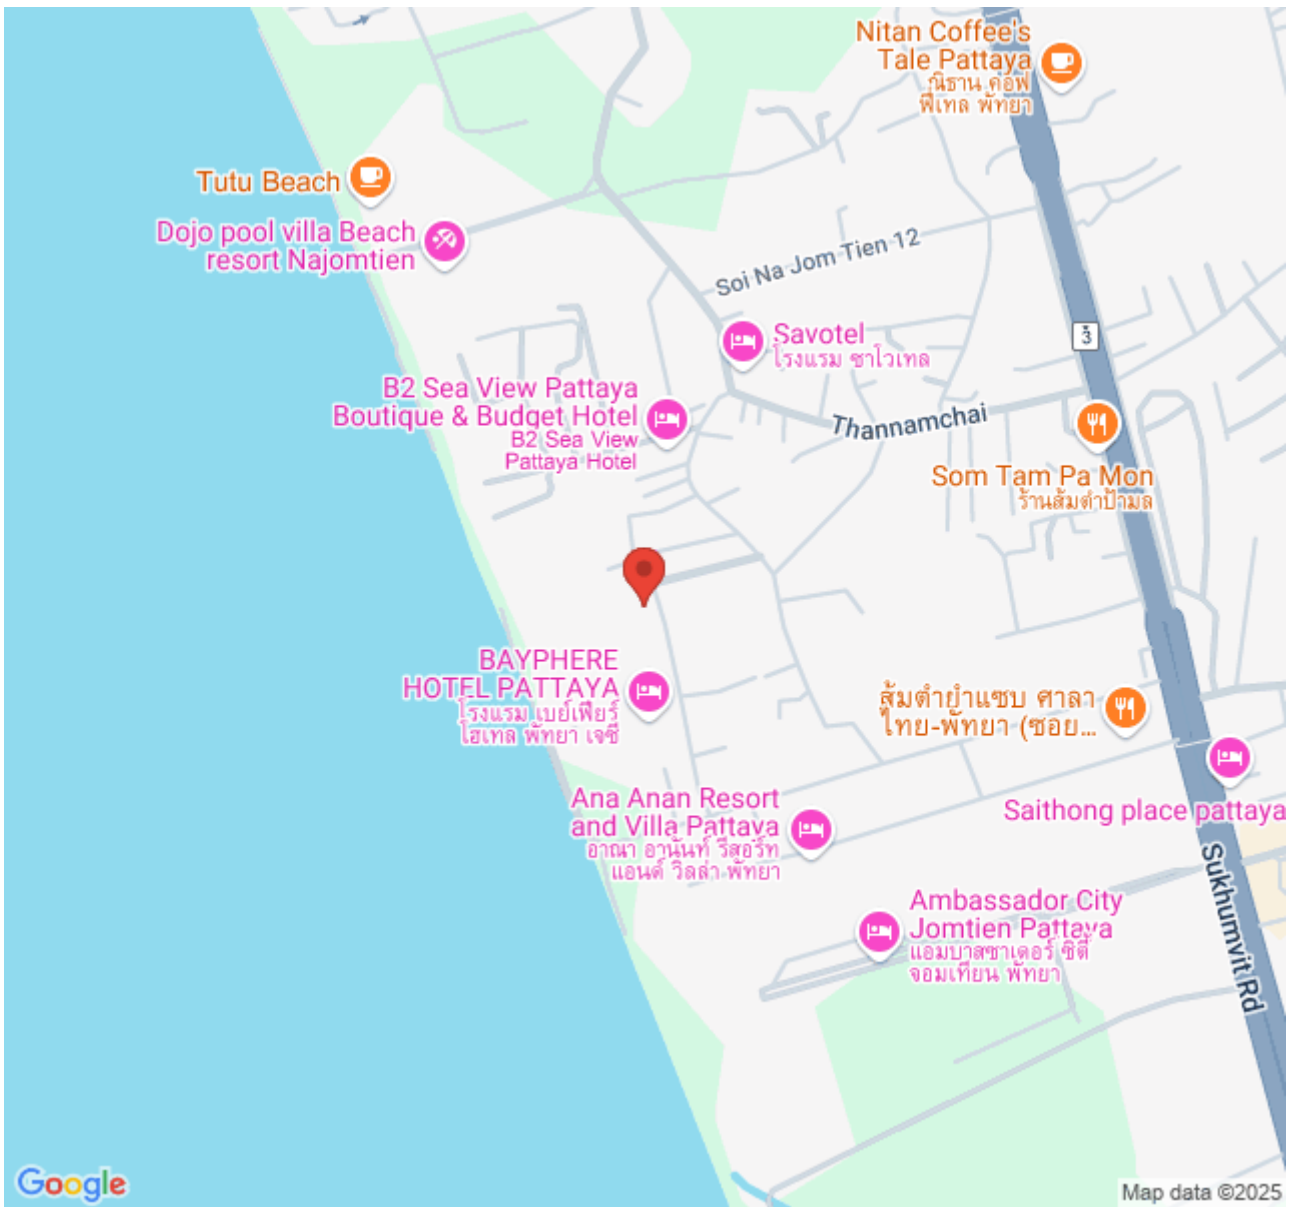 Nitan Coffee's
Tale Pattaya
ณิธาน คอฟ
ฟี่เทล พัทยา
Tutu Beach
Dojo pool villa Beach
resort Najomtien
Soi Na Jom Tien 12
3
Savotel
โรงแรม ซาโวเทล
B2 Sea View Pattaya
Boutique & Budget Hotel
B2 Sea View
Pattaya Hotel
Thannamchai
Som Tam Pa Mon
ร้านส้มตำป้ามล
BAYPHERE
HOTEL PATTAYA
โรงแรม เบย์เฟียร์
โฮเทล พัทยา เจซี
ส้มตำยำแซบ ศาลา
ไทย-พัทยา (ซอย...
Saithong place pattaya
Ana Anan Resort
and Villa Pattaya
อาณา อานันท์ รีสอร์ท
แอนด์ วิลล่า พัทยา
Sukhumvit Rd
Ambassador City
Jomtien Pattaya
แอมบาสซาเดอร์ ซิตี้
จอมเทียน พัทยา
Google
Map data ©2025